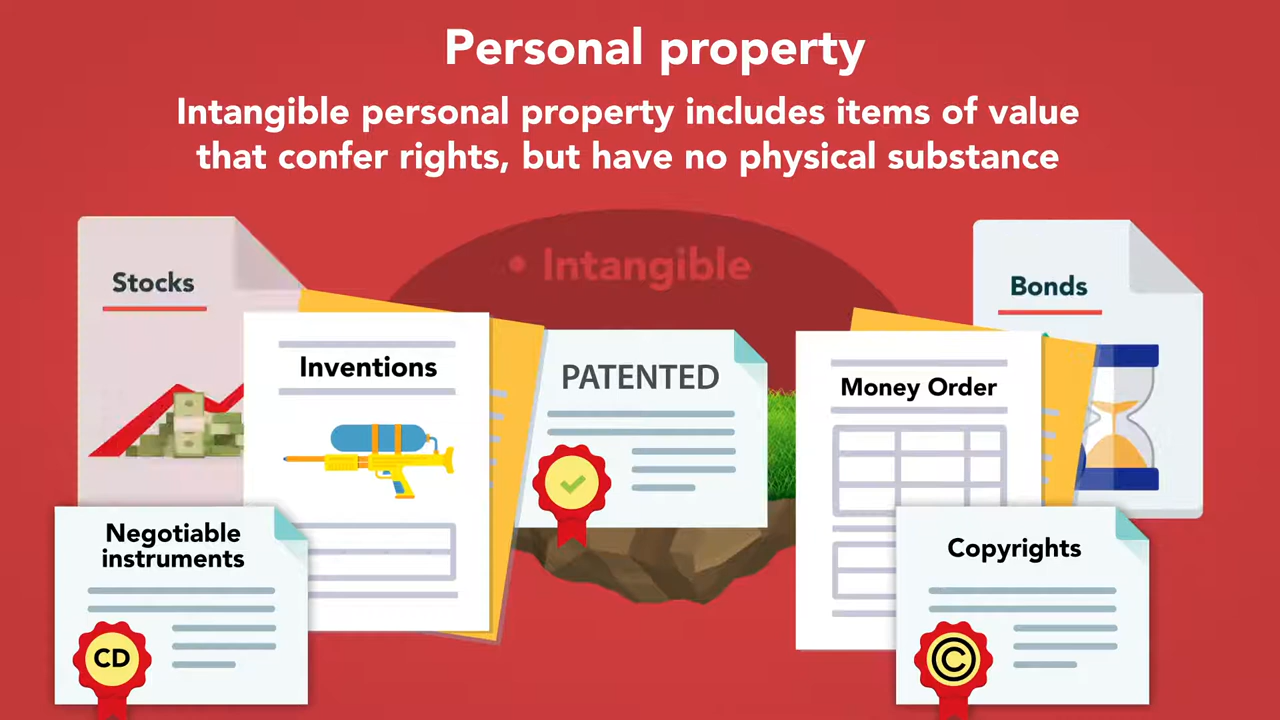 Personal property
Intangible personal property includes items of value
that confer rights, but have no physical substance
• Intangible
Stocks
Bonds
Inventions
PATENTED
Money Order
Negotiable
instruments
Copyrights
CD
©